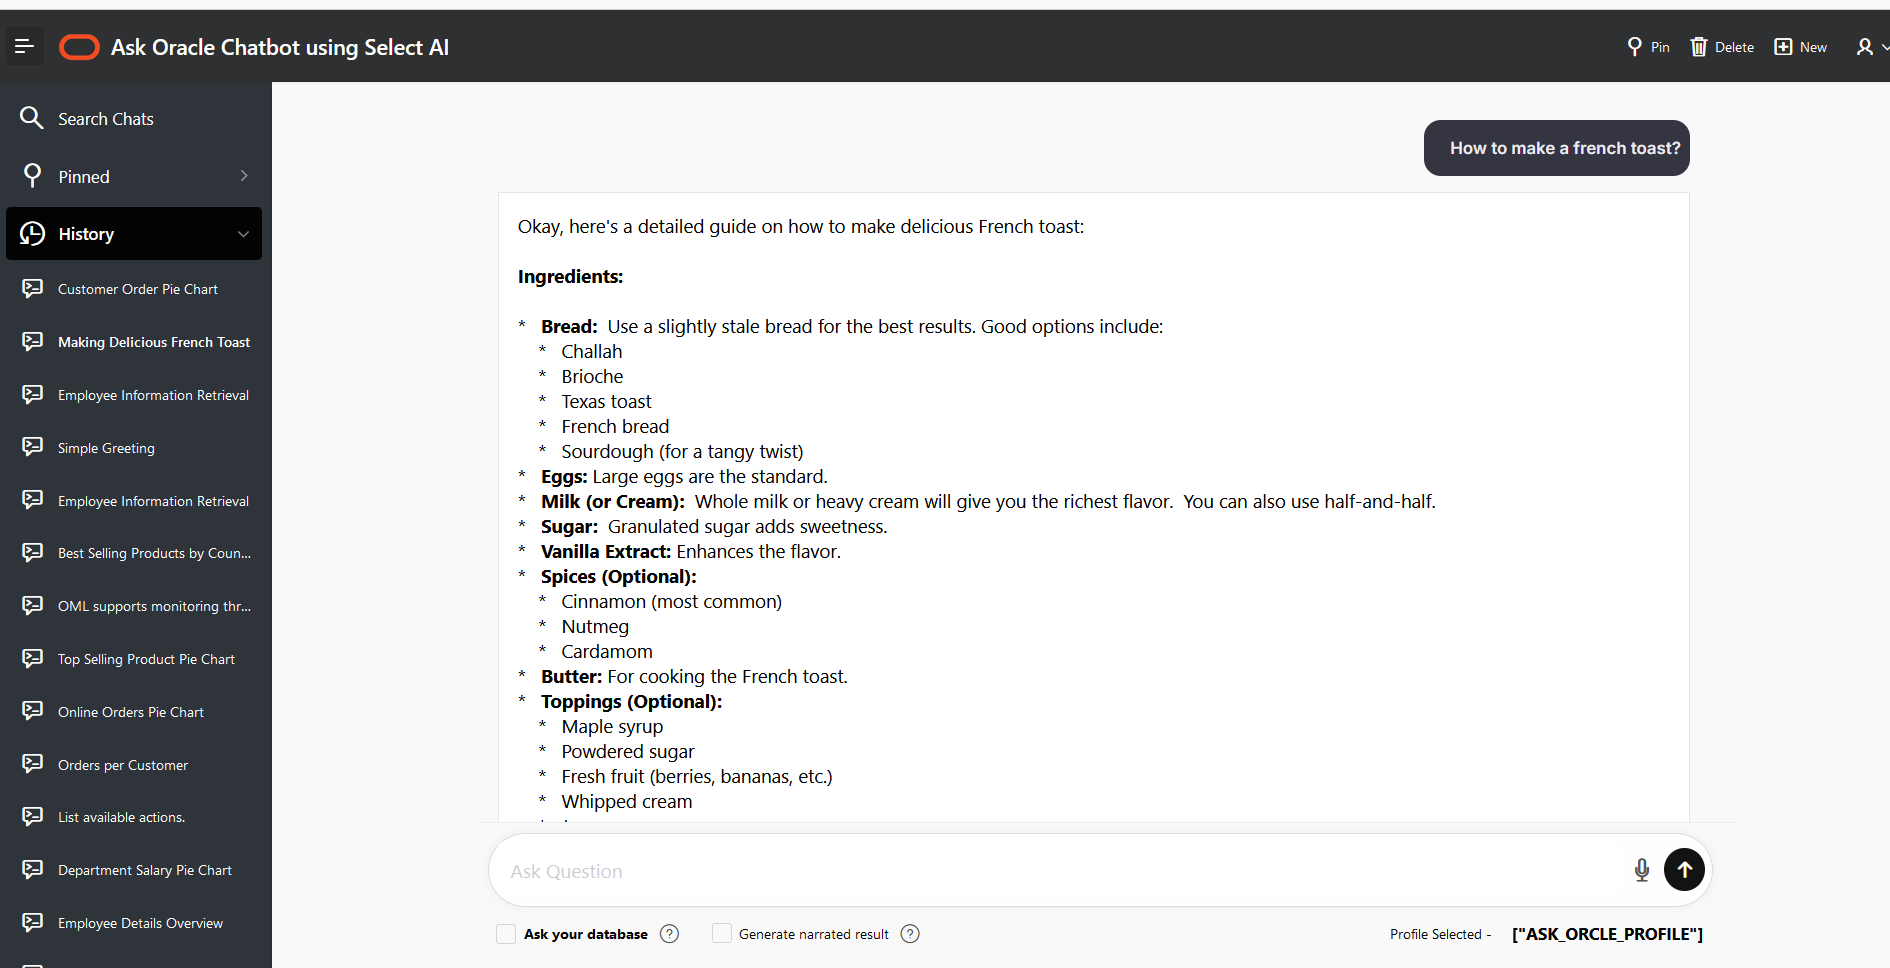 Ask Oracle Chatbot using Select AI
Pin
Delete
New
Search Chats
Pinned
History
Customer Order Pie Chart
Making Delicious French Toast
Employee Information Retrieval
Simple Greeting
Employee Information Retrieval
Best Selling Products by Coun...
OML supports monitoring thr...
Top Selling Product Pie Chart
Online Orders Pie Chart
Orders per Customer
List available actions.
Department Salary Pie Chart
Employee Details Overview
How to make a french toast?
Okay, here's a detailed guide on how to make delicious French toast:
Ingredients:
* Bread: Use a slightly stale bread for the best results. Good options include:
* Challah
* Brioche
* Texas toast
* French bread
* Sourdough (for a tangy twist)
* Eggs: Large eggs are the standard.
* Milk (or Cream): Whole milk or heavy cream will give you the richest flavor. You can also use half-and-half.
* Sugar: Granulated sugar adds sweetness.
* Vanilla Extract: Enhances the flavor.
* Spices (Optional):
* Cinnamon (most common)
* Nutmeg
* Cardamom
* Butter: For cooking the French toast.
* Toppings (Optional):
* Maple syrup
* Powdered sugar
* Fresh fruit (berries, bananas, etc.)
* Whipped cream
Ask Question
Ask your database ?
Generate narrated result ?
Profile Selected - ["ASK_ORCLE_PROFILE"]